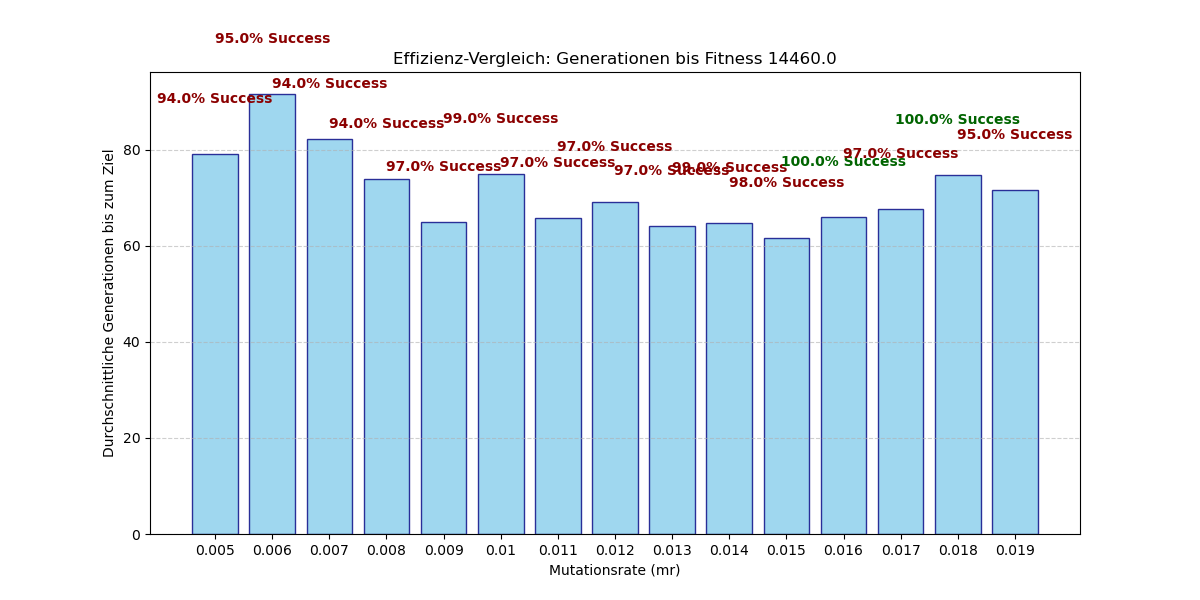 95.0% Success
Effizienz-Vergleich: Generationen bis Fitness 14460.0
94.0% Success
94.0% Success
94.0% Success
97.0% Success
99.0% Success
97.0% Success
97.0% Success
97.0% Success
99.0% Success
98.0% Success
100.0% Success
97.0% Success
100.0% Success
95.0% Success
Durchschnittliche Generationen bis zum Ziel
80
60
40
20
0
0.005 0.006 0.007 0.008 0.009 0.01 0.011 0.012 0.013 0.014 0.015 0.016 0.017 0.018 0.019
Mutationsrate (mr)